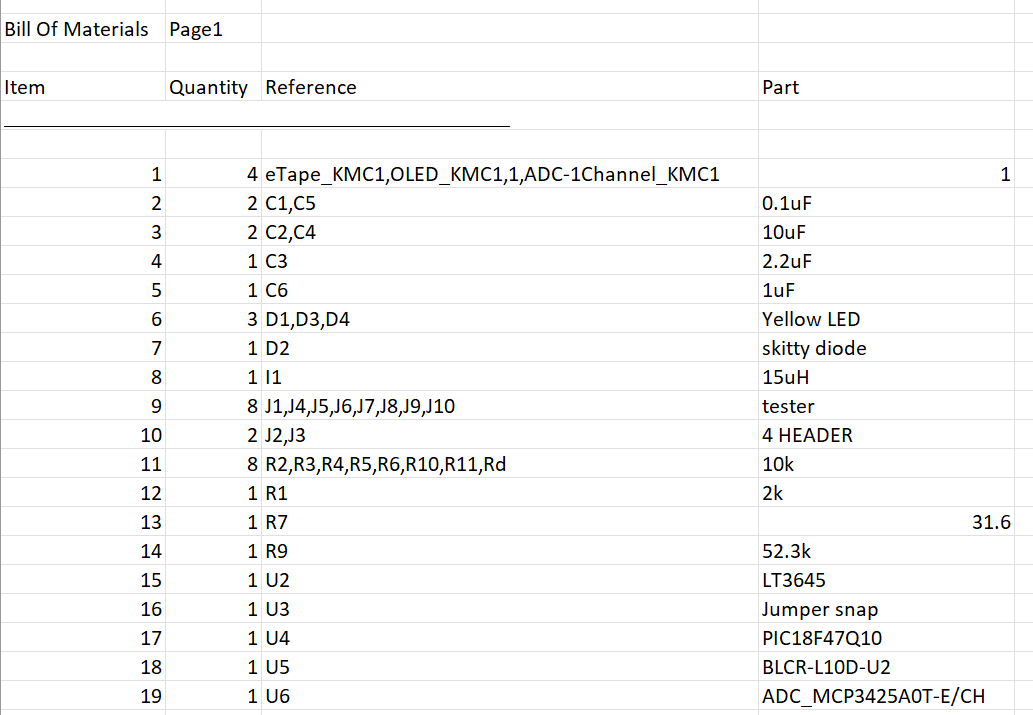 Bill Of Materials Page1
Item Quantity Reference Part
1 4 eTape_KMC1,OLED_KMC1,1,ADC-1Channel_KMC1 1
2 2 C1,C5 0.1uF
3 2 C2,C4 10uF
4 1 C3 2.2uF
5 1 C6 1uF
6 3 D1,D3,D4 Yellow LED
7 1 D2 skitty diode
8 1 I1 15uH
9 8 J1,J4,J5,J6,J7,J8,J9,J10 tester
10 2 J2,J3 4 HEADER
11 8 R2,R3,R4,R5,R6,R10,R11,Rd 10k
12 1 R1 2k
13 1 R7 31.6
14 1 R9 52.3k
15 1 U2 LT3645
16 1 U3 Jumper snap
17 1 U4 PIC18F47Q10
18 1 U5 BLCR-L10D-U2
19 1 U6 ADC_MCP3425A0T-E/CH